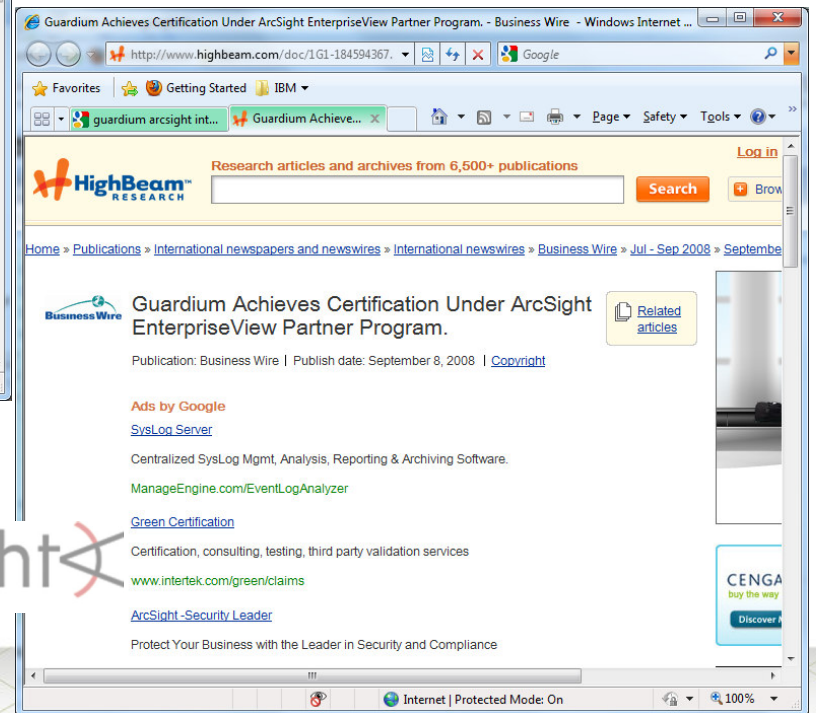 Guardium Achieves Certification Under ArcSight EnterpriseView Partner Program. - Business Wire - Windows Internet ...
http://www.highbeam.com/doc/1G1-184594367. Google
Favorites Getting Started IBM
guardium arcsight int... Guardium Achieve... Page Safety Tools »
Log in
Research articles and archives from 6,500+ publications
HighBeam™
RESEARCH
Search
Home » Publications » International newspapers and newswires » International newswires » Business Wire » Jul - Sep 2008 »
BusinessWire
Guardium Achieves Certification Under ArcSight
EnterpriseView Partner Program.
Related
articles
Publication: Business Wire | Publish date: September 8, 2008 | Copyright
Ads by Google
SysLog Server
Centralized SysLog Mgmt, Analysis, Reporting & Archiving Software.
ManageEngine.com/EventLogAnalyzer
Green Certification
Certification, consulting, testing, third party validation services
www.intertek.com/green/claims
ArcSight -Security Leader
Protect Your Business with the Leader in Security and Compliance
ht
CENGA
buy the way
Discover
Internet | Protected Mode: On 100%